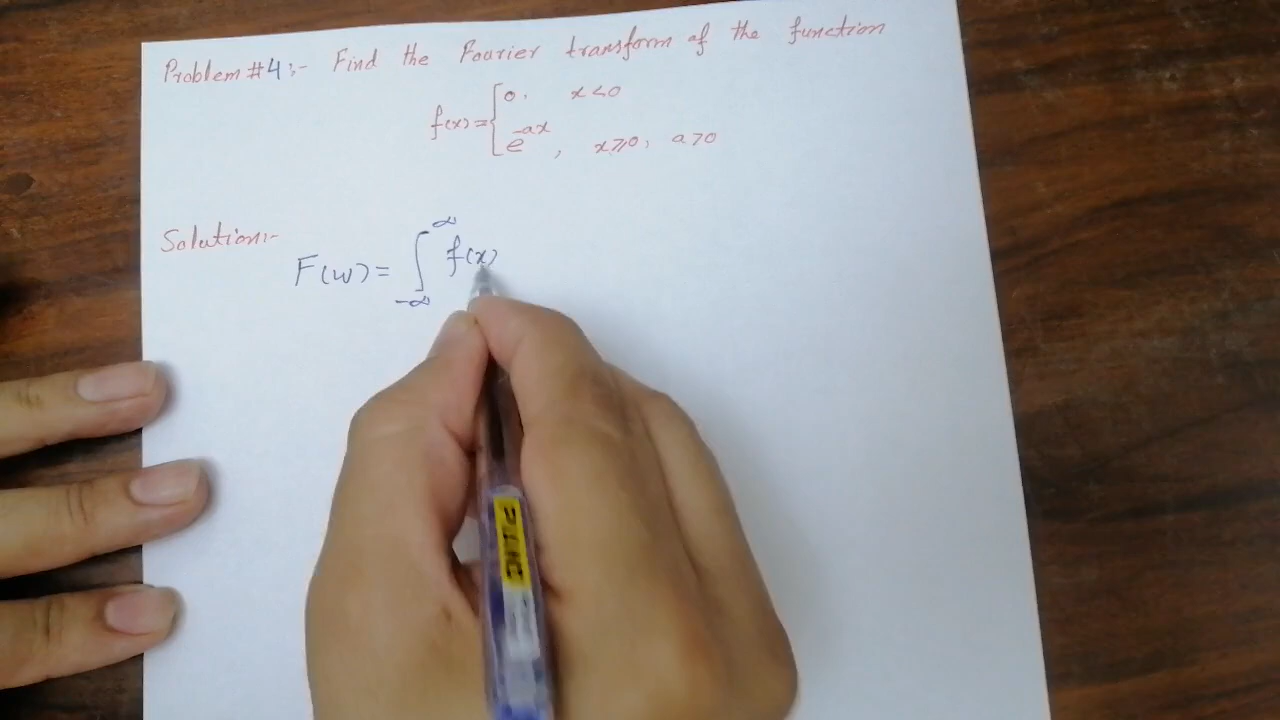 Problem #4:- Find the Fourier transform of the function
f(x) = { 0, x<0
e^-ax, x≥0, a>0
Solution:-
F(w) = ∫_-∞^∞ f(x)